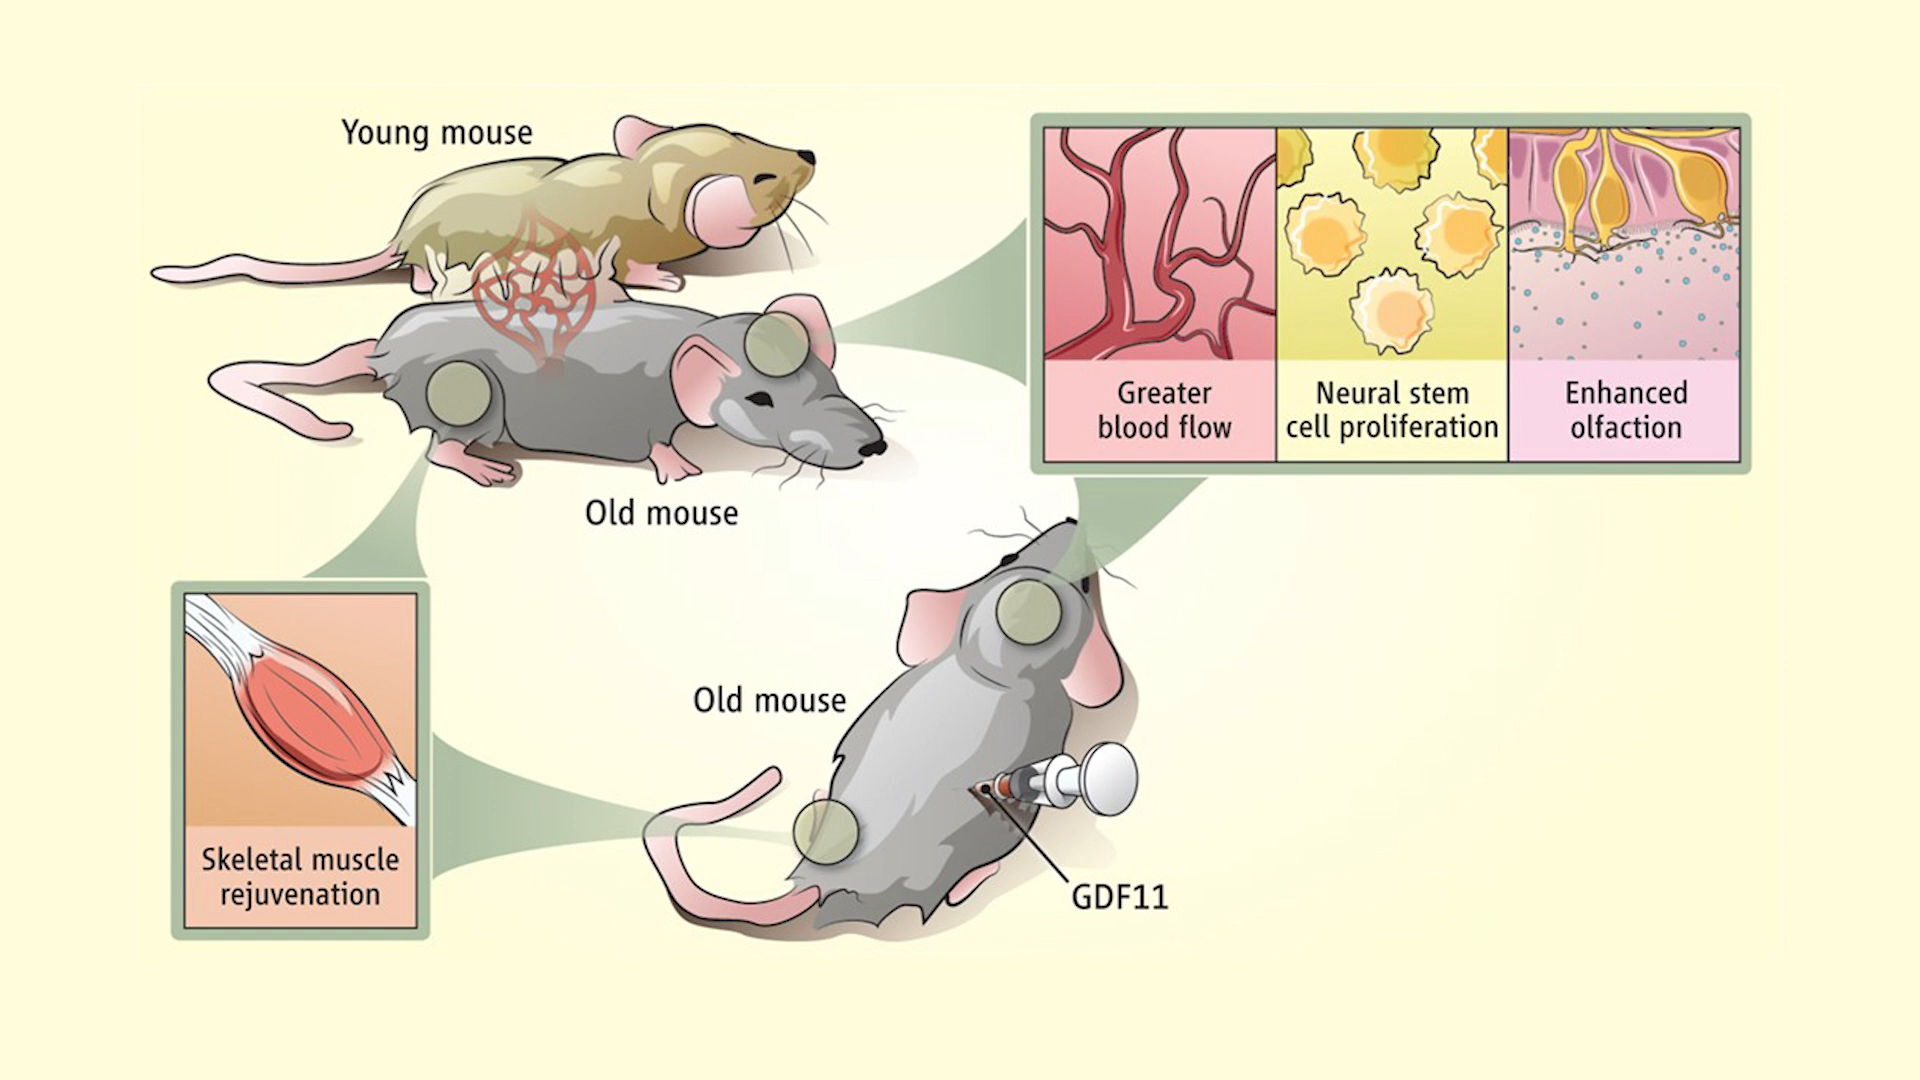 Young mouse
Old mouse
Greater
blood flow
Neural stem
cell proliferation
Enhanced
olfaction
Old mouse
Skeletal muscle
rejuvenation
GDF11